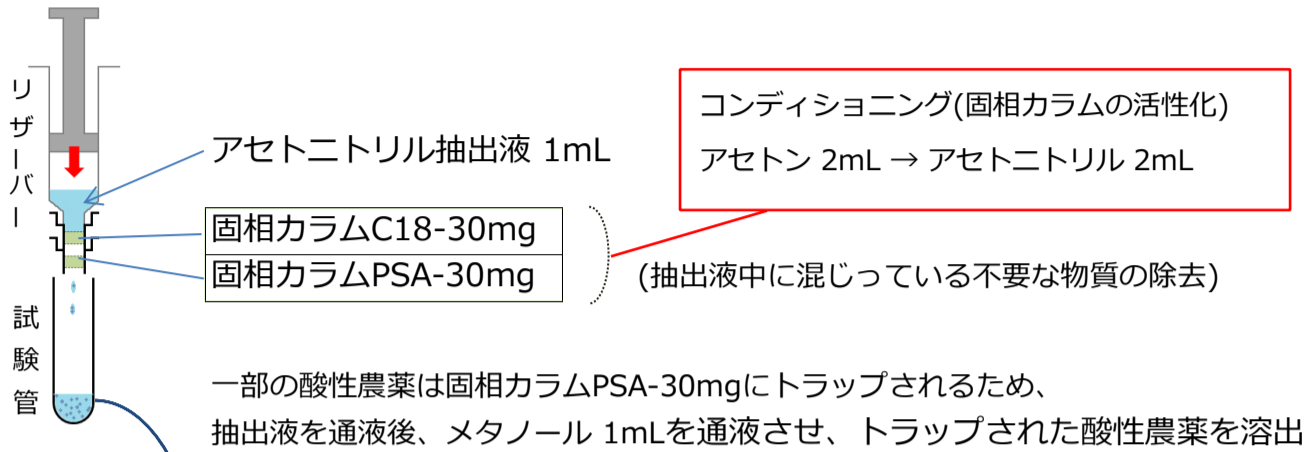 リザーバー
アセトニトリル抽出液 1mL
コンディショニング(固相カラムの活性化)
アセトン 2mL → アセトニトリル 2mL
固相カラムC18-30mg
固相カラムPSA-30mg
(抽出液中に混じっている不要な物質の除去)
試験管
一部の酸性農薬は固相カラムPSA-30mgにトラップされるため、
抽出液を通液後、メタノール 1mLを通液させ、トラップされた酸性農薬を溶出